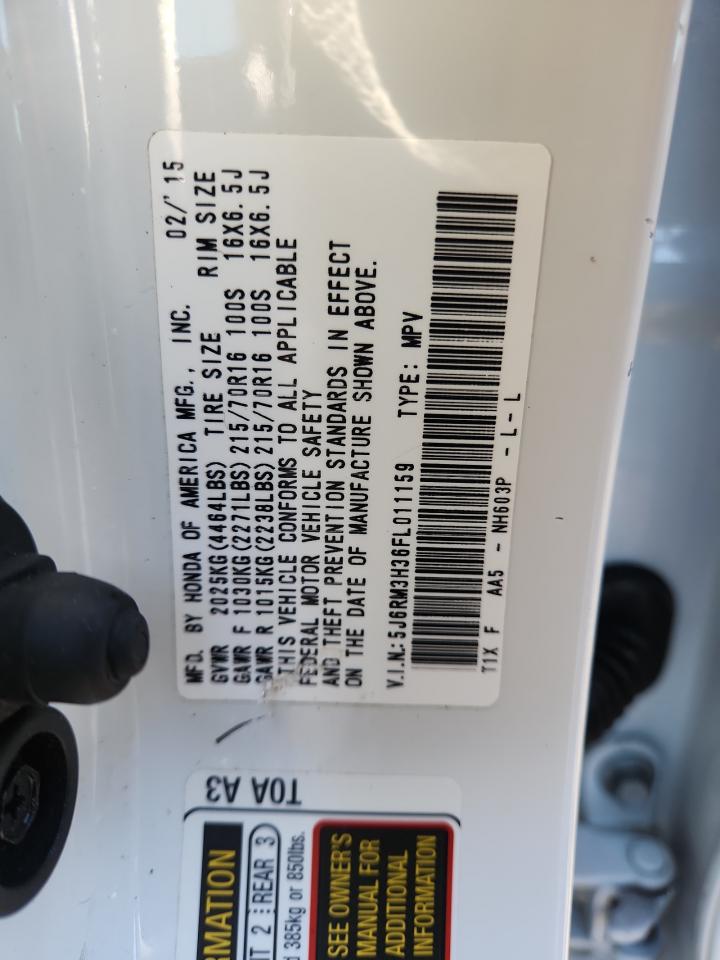 MFD. BY HONDA OF AMERICA MFG., INC. 02/'15
GVWR 2025KG(4464LBS) TIRE SIZE RIM SIZE
GAWR F 1030KG(2271LBS)215/70R16 100S 16X6.5J
GAWR R 1015KG(2238LBS)215/70R16 100S 16X6.5J
THIS VEHICLE CONFORMS TO ALL APPLICABLE
FEDERAL MOTOR VEHICLE SAFETY
AND THEFT PREVENTION STANDARDS IN EFFECT
ON THE DATE OF MANUFACTURE SHOWN ABOVE.
V.I.N.:5J6RM3H36FL011159 TYPE: MPV
T1X F AA5 - NH603P - L - L
T0A A3
RMATION
T 2 REAR 3
d 385kg or 850lbs.
SEE OWNER'S
MANUAL FOR
ADDITIONAL
INFORMATION